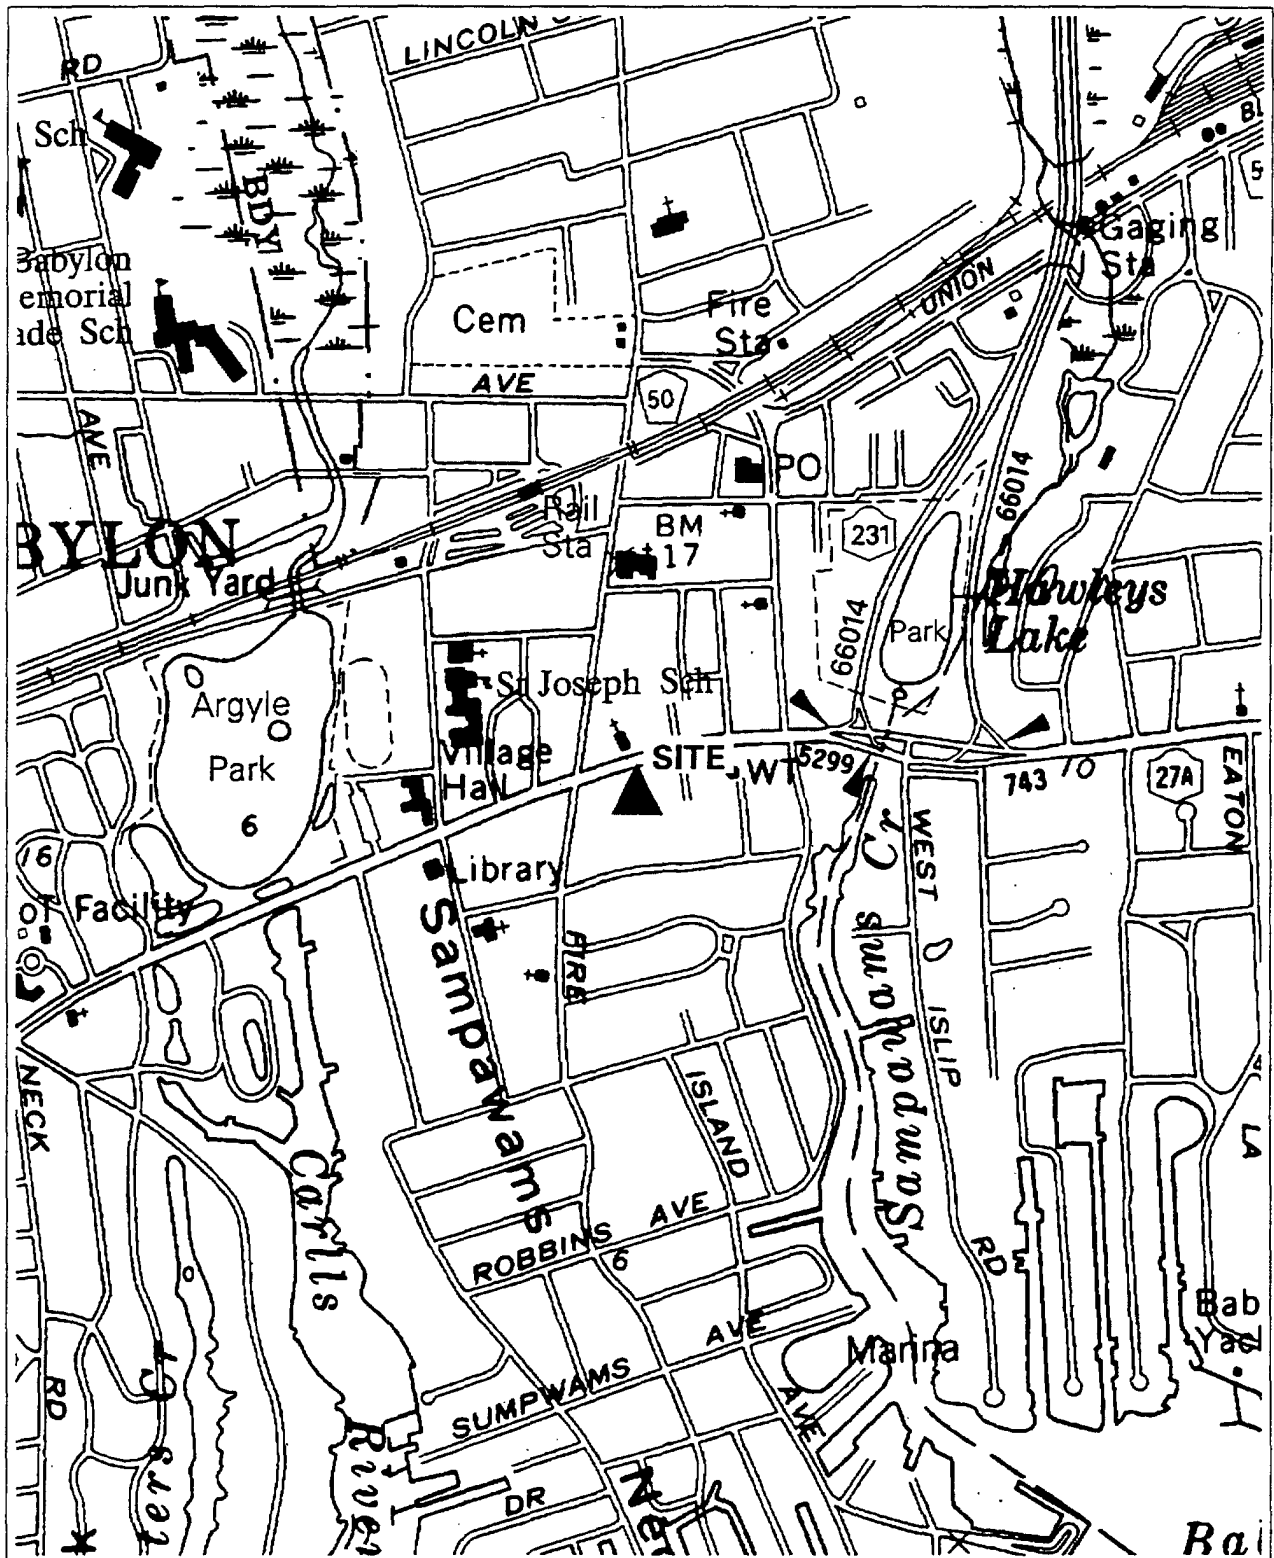 LINCOLN
RD
Sch
BDY
Babylon
emorial
ade Sch
Gaging
Sta
UNION
Fire
Sta
Cem
AVE
50
AVE
PO
66014
Rail
Sta
BM
17
231
BYLON
Junk Yard
Hawleys
Lake
66014
Park
St Joseph Sch
Argyle
Park
6
Village
Hall
SITE
WT
5299
743
10
27A
EATON
16
Library
WEST
Cr
OT Facility
Sampawams
FIRE
Sampawams
ISLIP
NECK
ISLAND
LA
Carlls
AVE
ROBBINS
6
RD
Bab
Yac
AVE
Marina
RD
SUMPWAMS
AVE
River
DR